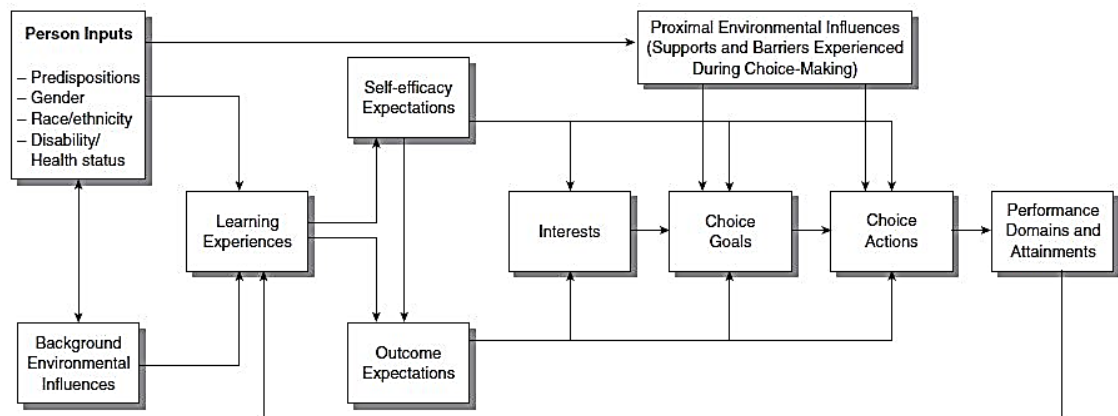 Person Inputs
– Predispositions
– Gender
– Race/ethnicity
– Disability/
Health status
Proximal Environmental Influences
(Supports and Barriers Experienced
During Choice-Making)
Self-efficacy
Expectations
Learning
Experiences
Interests
Choice
Goals
Choice
Actions
Performance
Domains and
Attainments
Background
Environmental
Influences
Outcome
Expectations